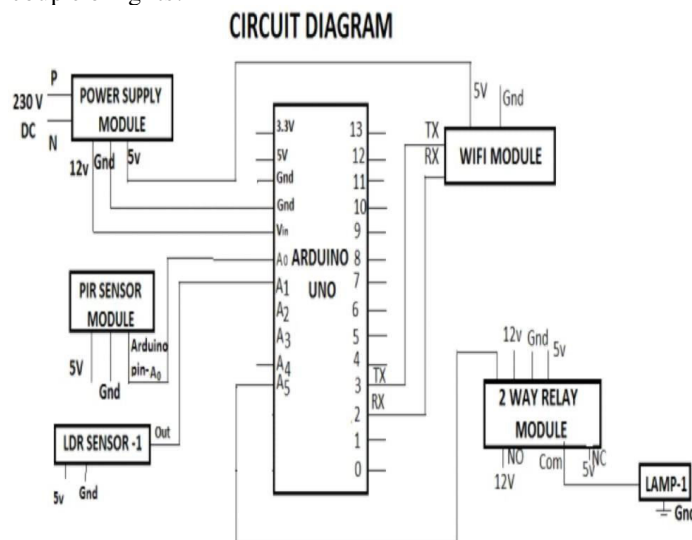 CIRCUIT DIAGRAM
P
230 V
DC
N
POWER SUPPLY
MODULE
12v
Gnd
5v
3.3V
5V
Gnd
Gnd
Vin
A0
A1
A2
A3
A4
A5
ARDUINO
UNO
13
12
11
10
9
8
7
6
5
4
3
2
1
0
TX
RX
5V
Gnd
TX
RX
WIFI MODULE
PIR SENSOR
MODULE
5V
Gnd
Arduino
pin-A0
LDR SENSOR -1
Out
5v
Gnd
12v
Gnd
5v
2 WAY RELAY
MODULE
NO
12V
Com
5v
NC
LAMP-1
Gnd